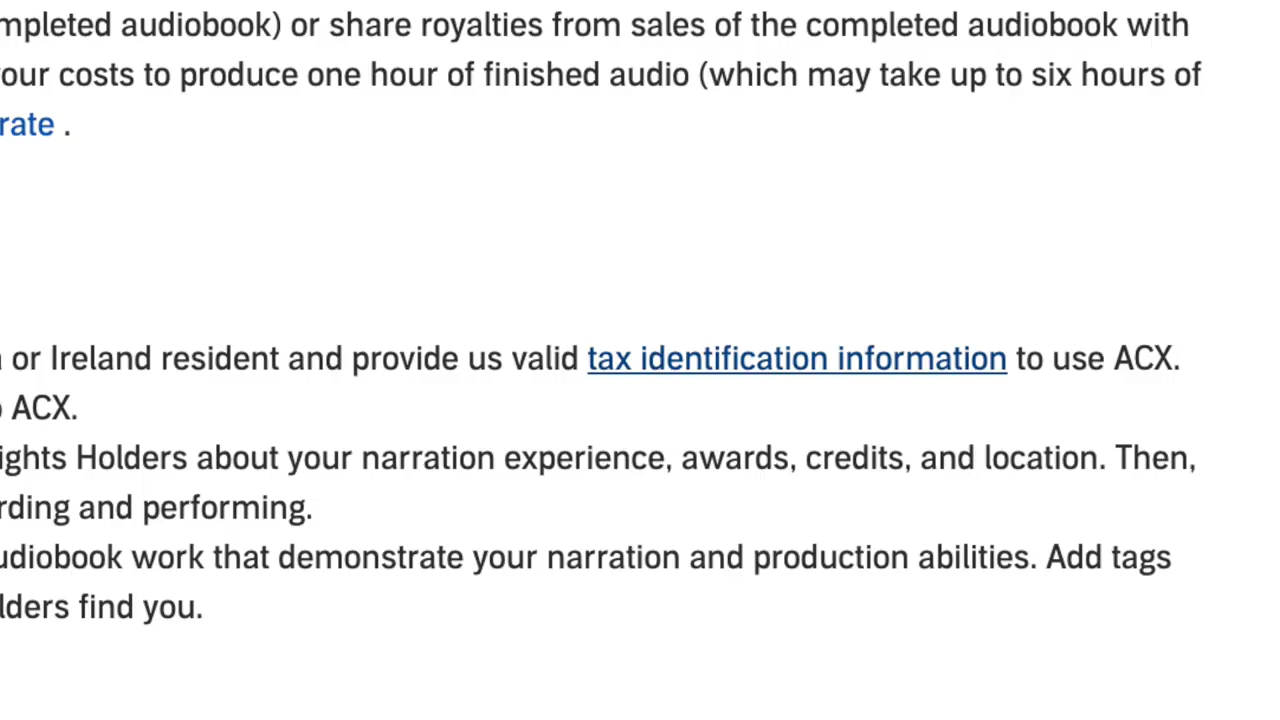 mpleted audiobook) or share royalties from sales of the completed audiobook with
our costs to produce one hour of finished audio (which may take up to six hours of
rate .
or Ireland resident and provide us valid tax identification information to use ACX.
ACX.
ights Holders about your narration experience, awards, credits, and location. Then,
rding and performing.
udiobook work that demonstrate your narration and production abilities. Add tags
lders find you.